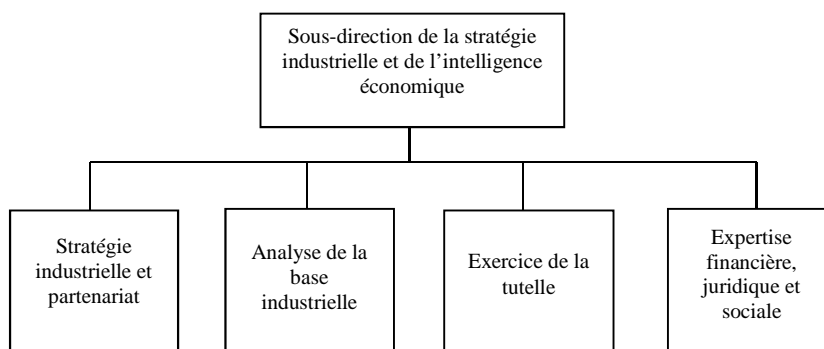 Sous-direction de la stratégie
industrielle et de l’intelligence
économique
Stratégie
industrielle et
partenariat
Analyse de la
base
industrielle
Exercice de la
tutelle
Expertise
financière,
juridique et
sociale